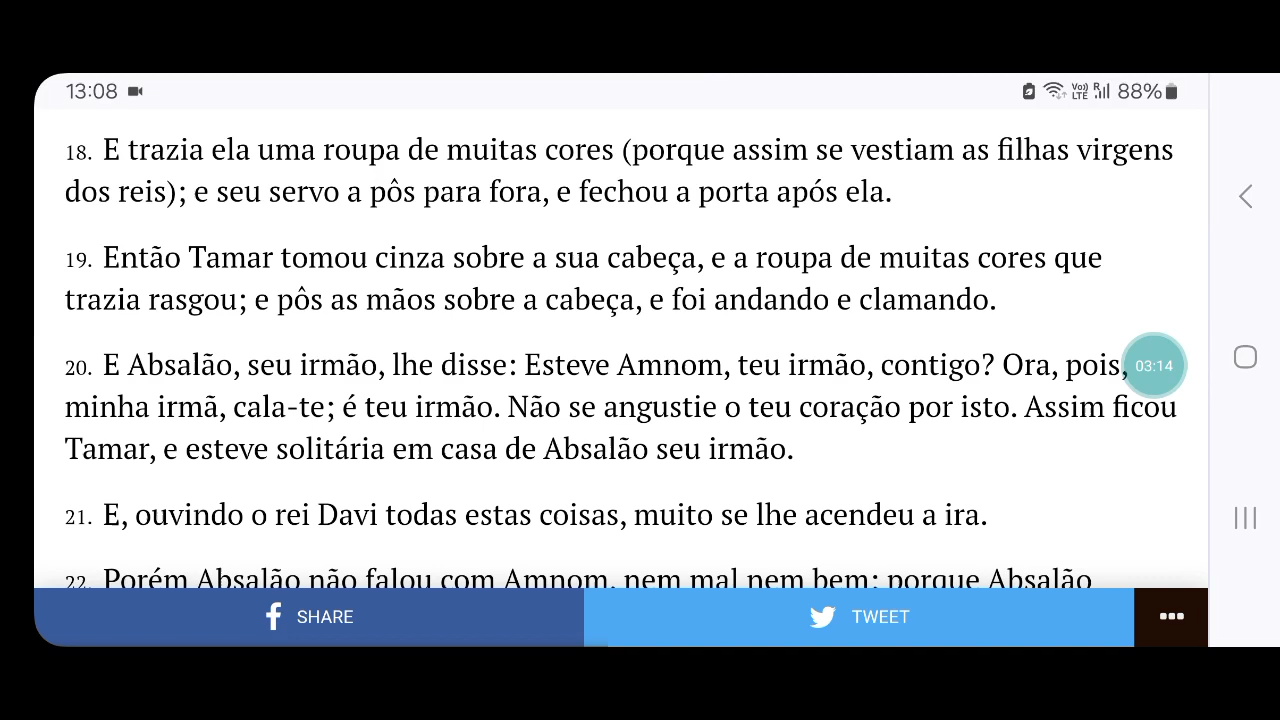 13:08
Vo)) LTE R 88%
18. E trazia ela uma roupa de muitas cores (porque assim se vestiam as filhas virgens
dos reis); e seu servo a pôs para fora, e fechou a porta após ela.
19. Então Tamar tomou cinza sobre a sua cabeça, e a roupa de muitas cores que
trazia rasgou; e pôs as mãos sobre a cabeça, e foi andando e clamando.
20. E Absalão, seu irmão, lhe disse: Esteve Amnom, teu irmão, contigo? Ora, pois,
03:14
minha irmã, cala-te; é teu irmão. Não se angustie o teu coração por isto. Assim ficou
Tamar, e esteve solitária em casa de Absalão seu irmão.
21. E, ouvindo o rei Davi todas estas coisas, muito se lhe acendeu a ira.
22. Porém Absalão não falou com Amnom, nem mal nem bem; porque Absalão
SHARE
TWEET